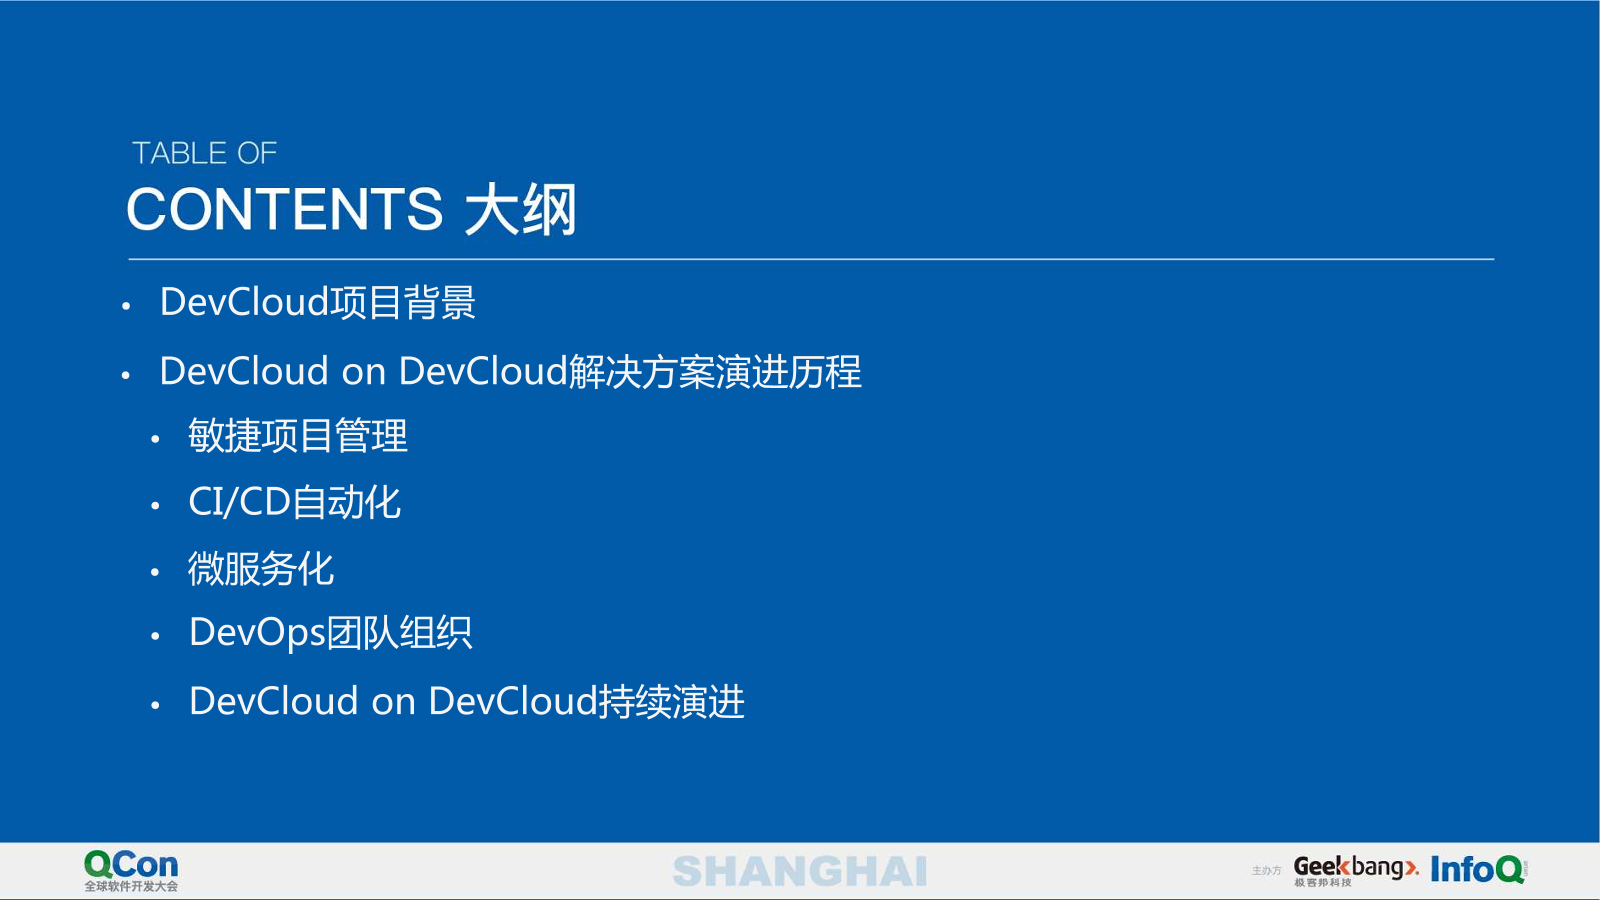 TABLE OF
CONTENTS 大纲
• DevCloud项目背景
• DevCloud on DevCloud解决方案演进历程
• 敏捷项目管理
• CI/CD自动化
• 微服务化
• DevOps团队组织
• DevCloud on DevCloud持续演进
QCon
全球软件开发大会
SHANGHAI
主办方
Geekbang>.
极客邦科技
InfoQ